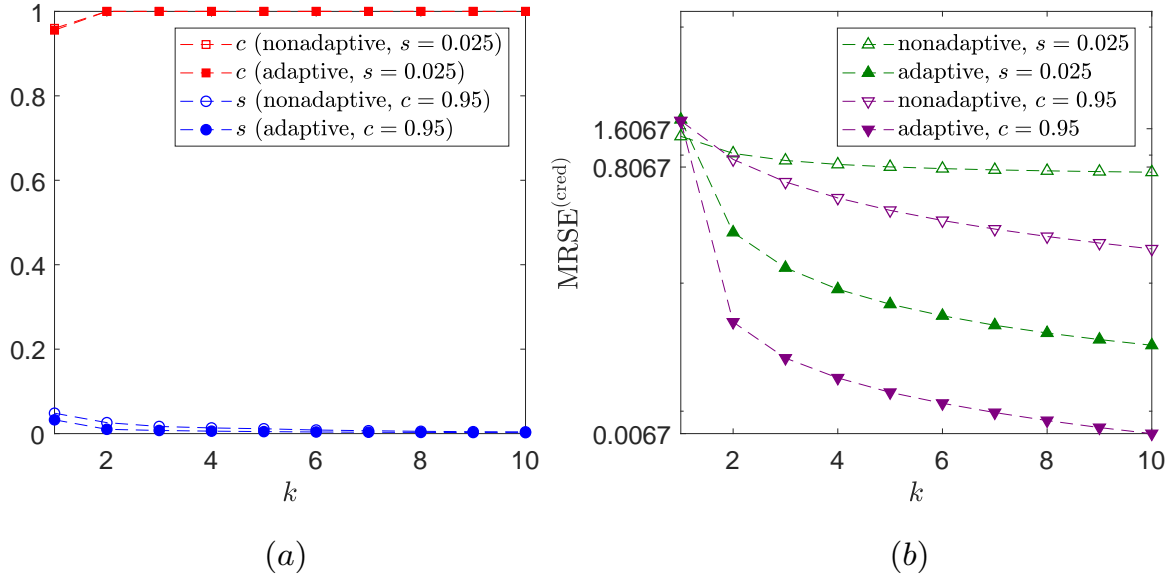 1
0.8
0.6
0.4
0.2
0
2
4
6
8
10
k
c (nonadaptive, s = 0.025)
c (adaptive, s = 0.025)
s (nonadaptive, c = 0.95)
s (adaptive, c = 0.95)
(a)
MRSE^(cred)
1.6067
0.8067
0.0067
2
4
6
8
10
k
nonadaptive, s = 0.025
adaptive, s = 0.025
nonadaptive, c = 0.95
adaptive, c = 0.95
(b)